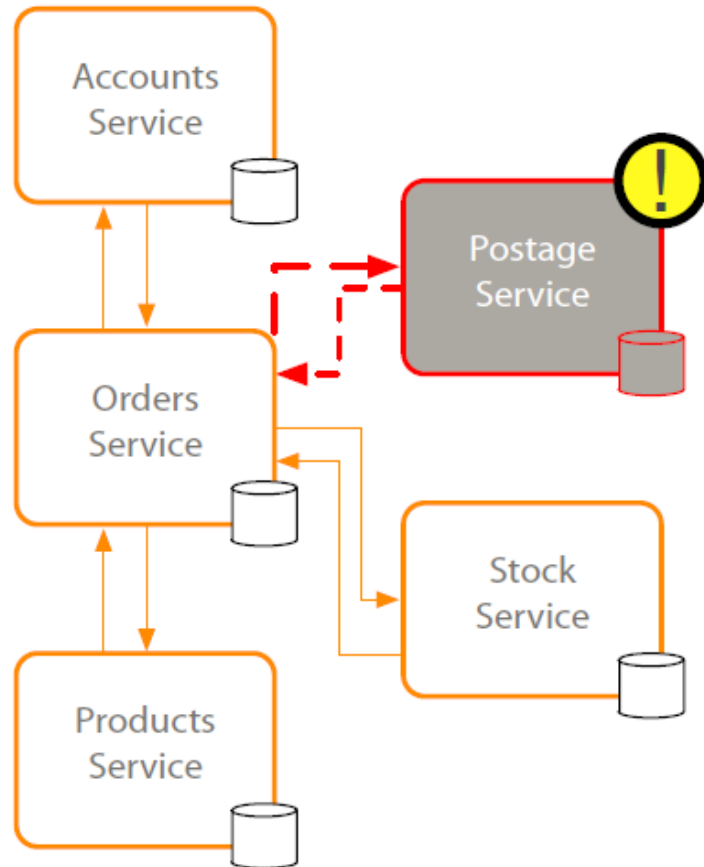 Accounts
Service
!
Postage
Service
Orders
Service
Stock
Service
Products
Service